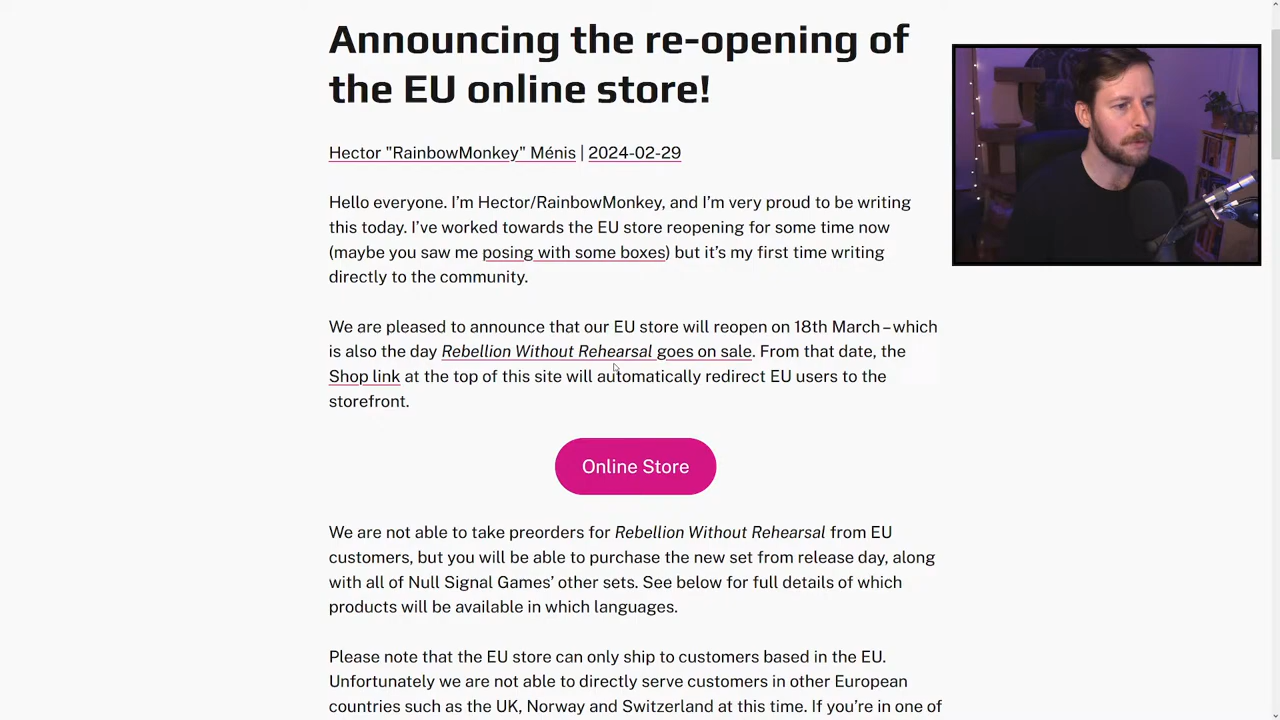 Announcing the re-opening of
the EU online store!
Hector "RainbowMonkey" Ménis | 2024-02-29
Hello everyone. I'm Hector/RainbowMonkey, and I'm very proud to be writing
this today. I've worked towards the EU store reopening for some time now
(maybe you saw me posing with some boxes) but it's my first time writing
directly to the community.
We are pleased to announce that our EU store will reopen on 18th March – which
is also the day Rebellion Without Rehearsal goes on sale. From that date, the
Shop link at the top of this site will automatically redirect EU users to the
storefront.
Online Store
We are not able to take preorders for Rebellion Without Rehearsal from EU
customers, but you will be able to purchase the new set from release day, along
with all of Null Signal Games' other sets. See below for full details of which
products will be available in which languages.
Please note that the EU store can only ship to customers based in the EU.
Unfortunately we are not able to directly serve customers in other European
countries such as the UK, Norway and Switzerland at this time. If you're in one of